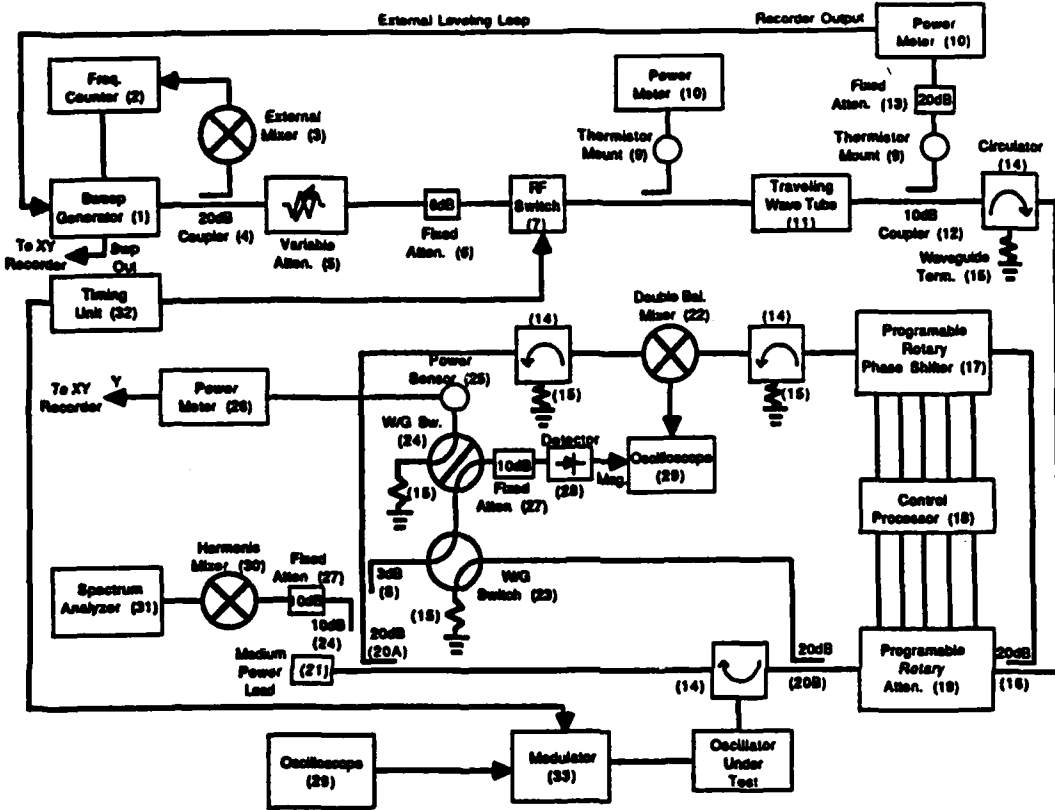 External Leveling Loop
Recorder Output
Power
Meter (10)
Freq.
Counter (2)
External
Mixer (3)
Power
Meter (10)
Fixed
Atten. (13)
20dB
Thermistor
Mount (9)
Thermistor
Mount (9)
Circulator
(14)
Sweep
Generator (1)
20dB
Coupler (4)
Variable
Atten. (5)
6dB
Fixed
Atten. (6)
RF
Switch
(7)
Traveling
Wave Tube
(11)
10dB
Coupler (12)
Waveguide
Term. (15)
To XY
Recorder
Swp
Out
Timing
Unit (32)
Double Bal.
Mixer (22)
(14)
(14)
Programable
Rotary
Phase Shifter (17)
Power
Sensor (25)
(15)
(15)
To XY
Recorder
Y
Power
Meter (26)
W/G Sw.
(24)
Detector
10dB
Fixed
Atten (27)
(28)
Mag.
Oscilloscope
(29)
(15)
Control
Processor (18)
Harmonic
Mixer (30)
Fixed
Atten (27)
10dB
10dB
(24)
Spectrum
Analyzer (31)
3dB
(8)
W/G
Switch (23)
(15)
20dB
(20A)
Medium
Power
Load
(21)
(14)
20dB
(20B)
Programable
Rotary
Atten. (19)
20dB
(16)
Oscilloscope
(29)
Modulator
(33)
Oscillator
Under
Test